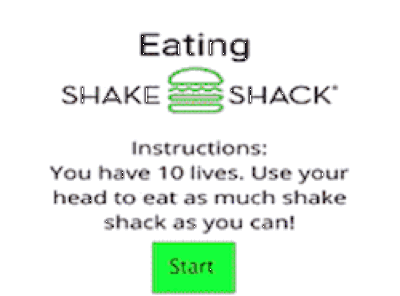 Eating
SHAKE SHACK®
Instructions:
You have 10 lives. Use your
head to eat as much shake
shack as you can!
Start